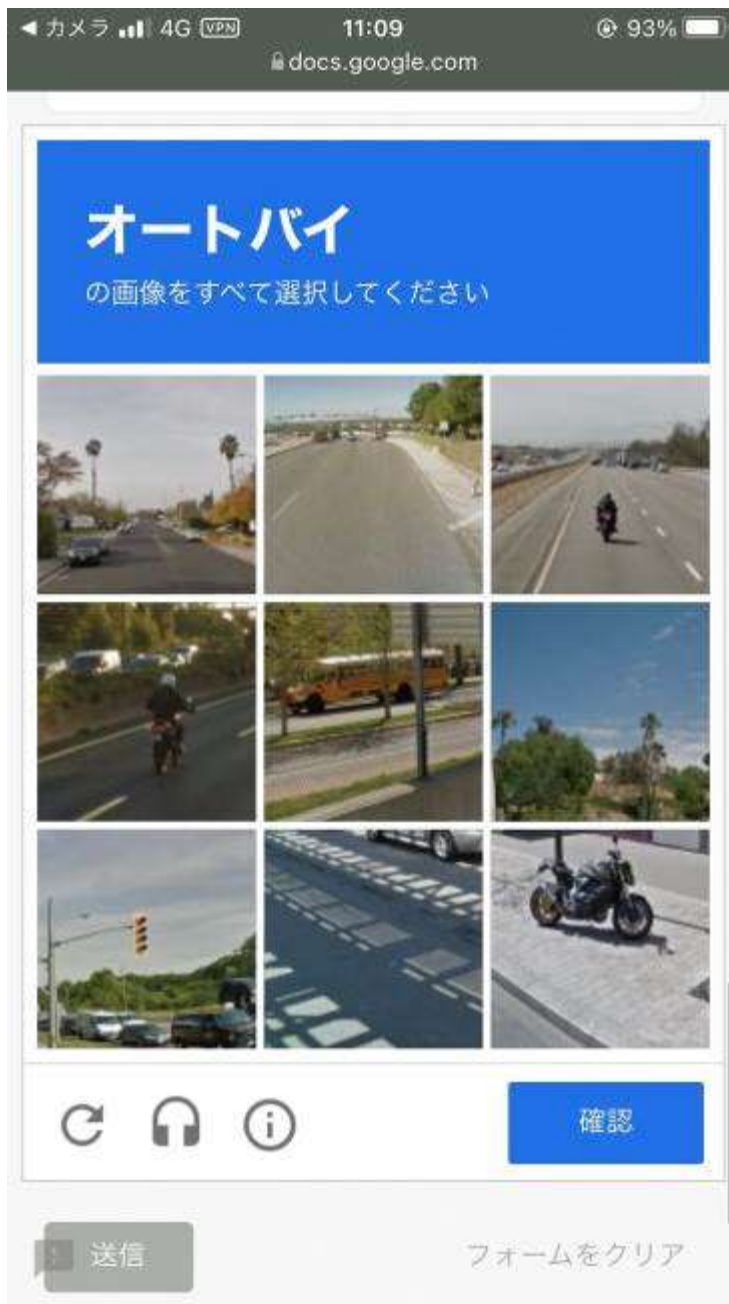 カメラ 4G VPN 11:09 93%
docs.google.com
オートバイ
の画像をすべて選択してください
確認
送信
フォームをクリア